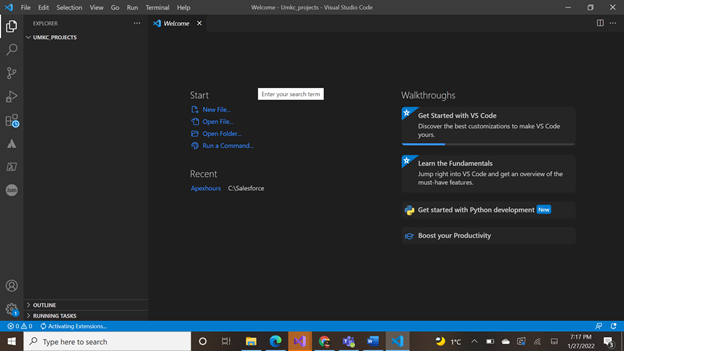 File Edit Selection View Go Run Terminal Help
Welcome - Umkc_projects - Visual Studio Code
EXPLORER
UMKC_PROJECTS
Welcome
Start
Enter your search term
New File...
Open File...
Open Folder...
Run a Command...
Recent
Apexhours C:\Salesforce
Walkthroughs
Get Started with VS Code
Discover the best customizations to make VS Code
yours.
Learn the Fundamentals
Jump right into VS Code and get an overview of the
must-have features.
Get started with Python development New
Boost your Productivity
OUTLINE
RUNNING TASKS
0 0 Activating Extensions...
Type here to search
1°C
7:17 PM
1/27/2022